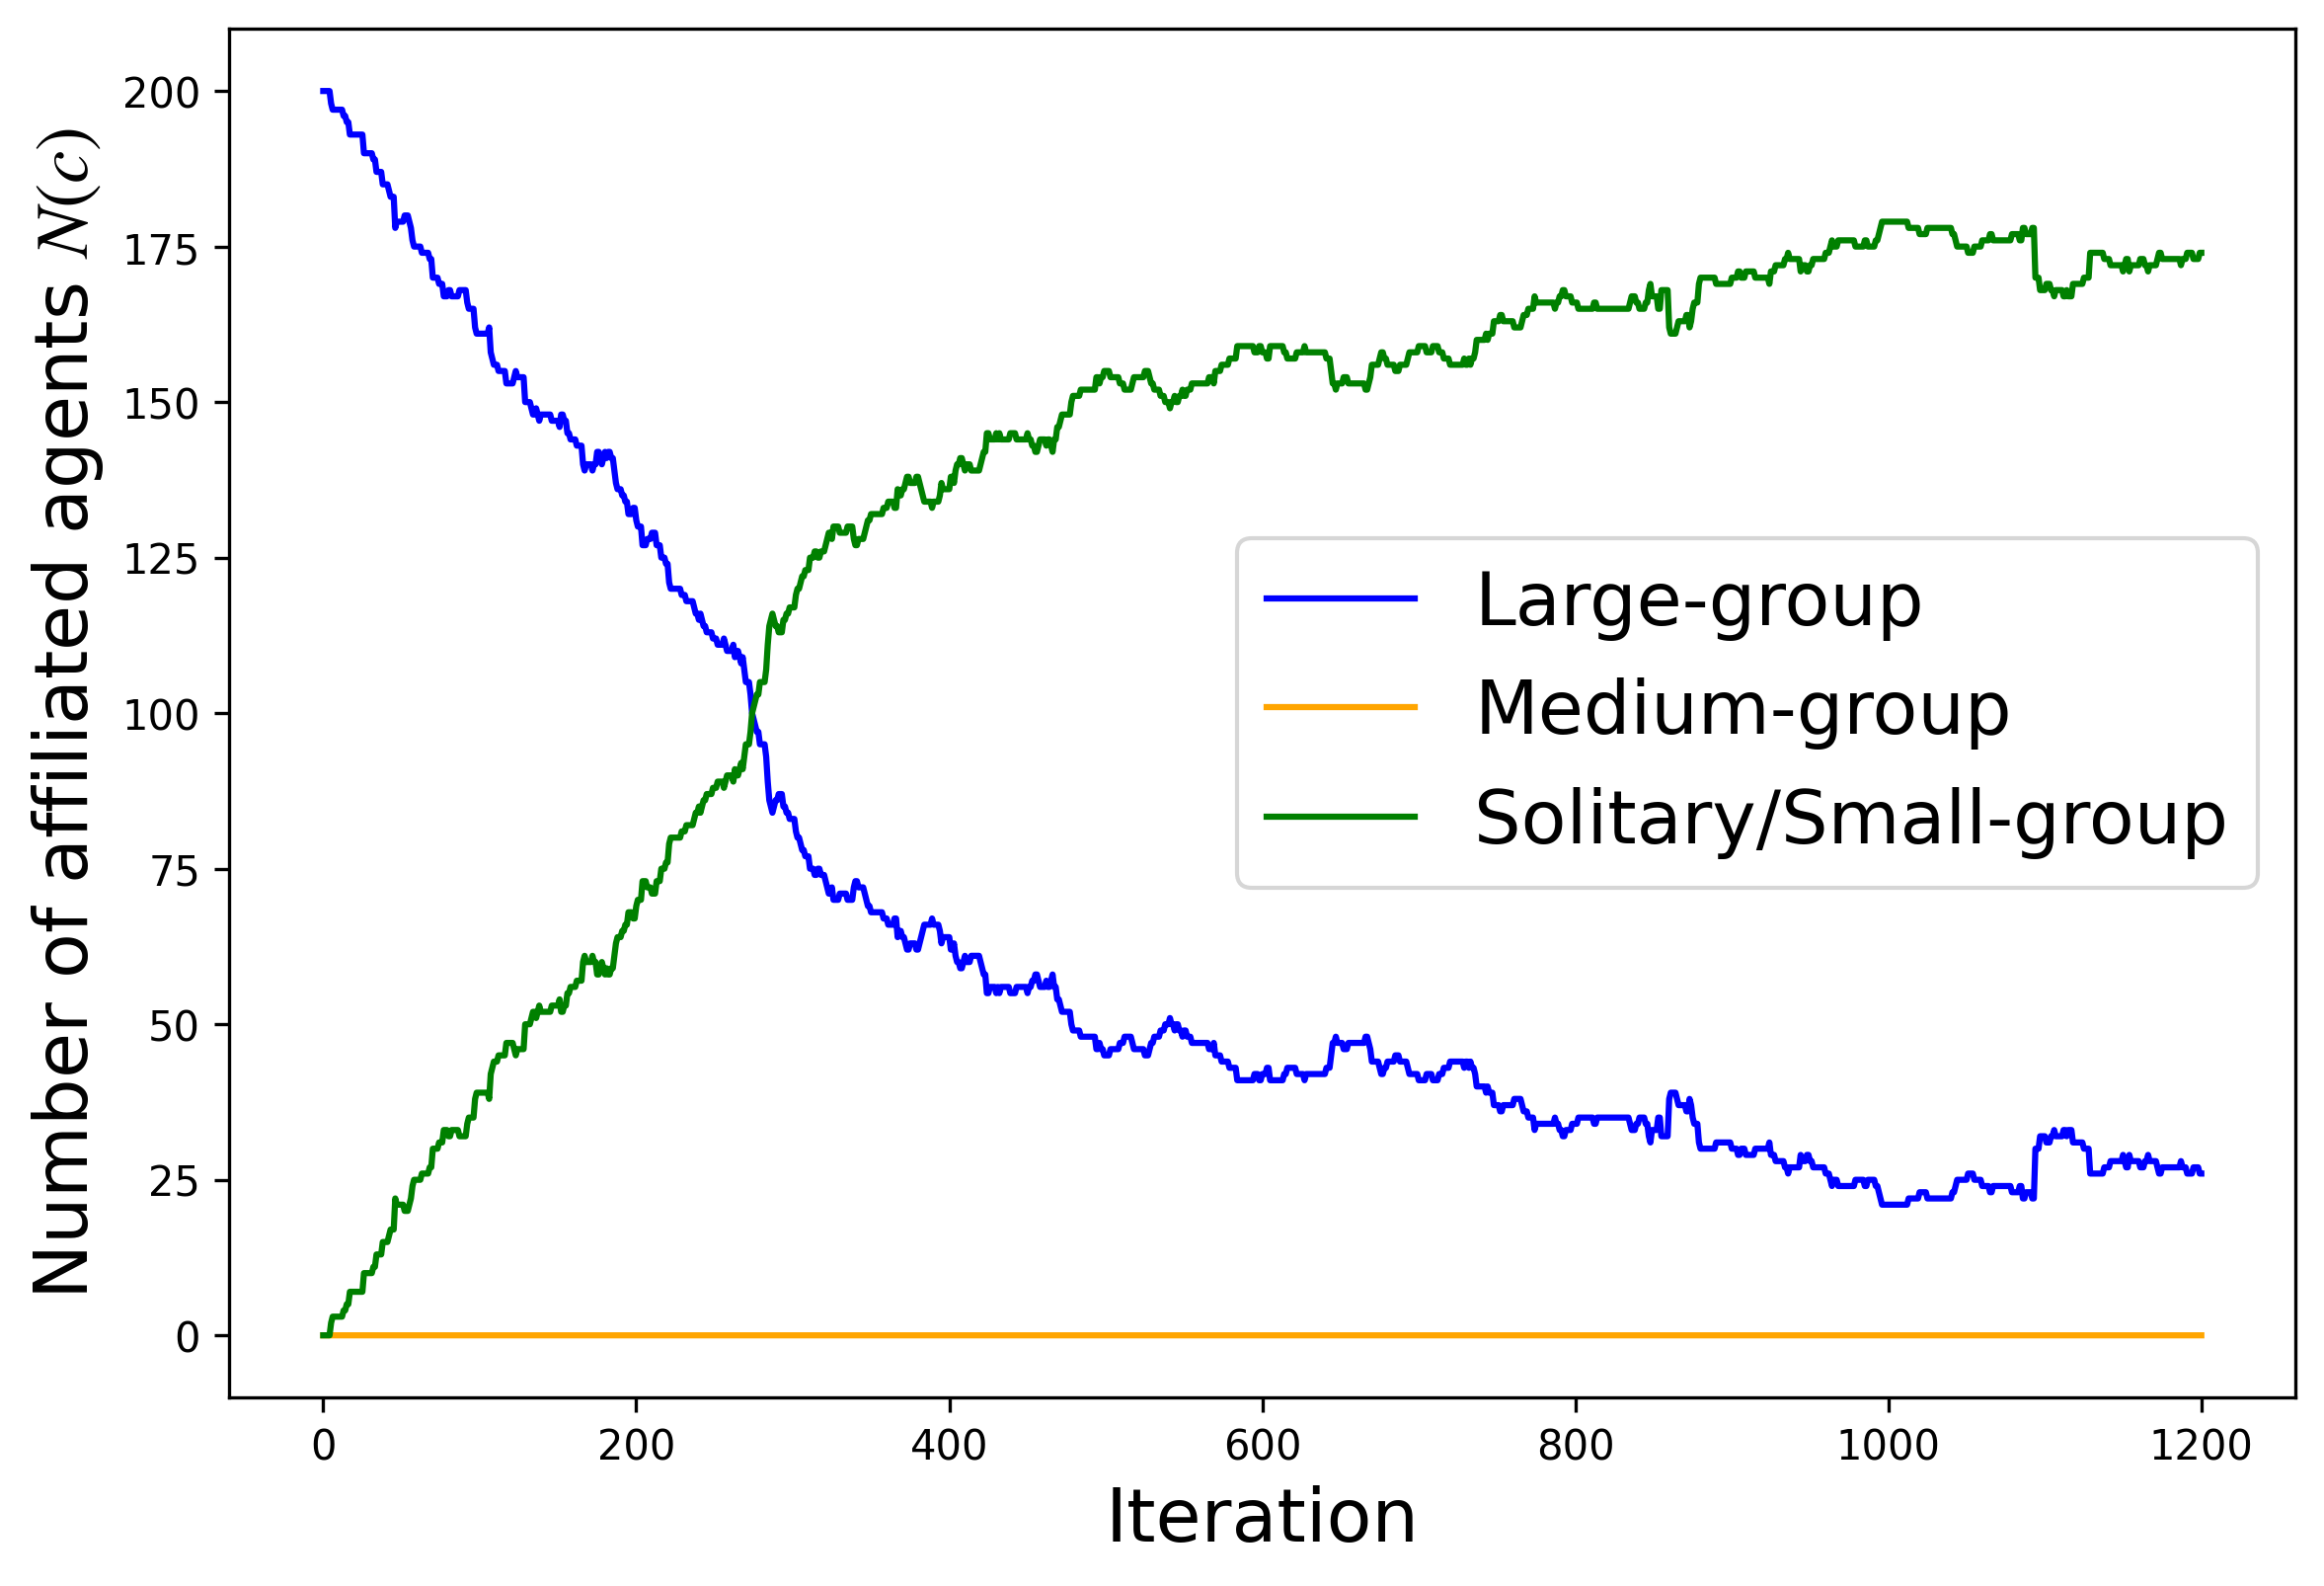 Number of affiliated agents N(c)
200
175
150
125
100
75
50
25
0
Large-group
Medium-group
Solitary/Small-group
0 200 400 600 800 1000 1200
Iteration